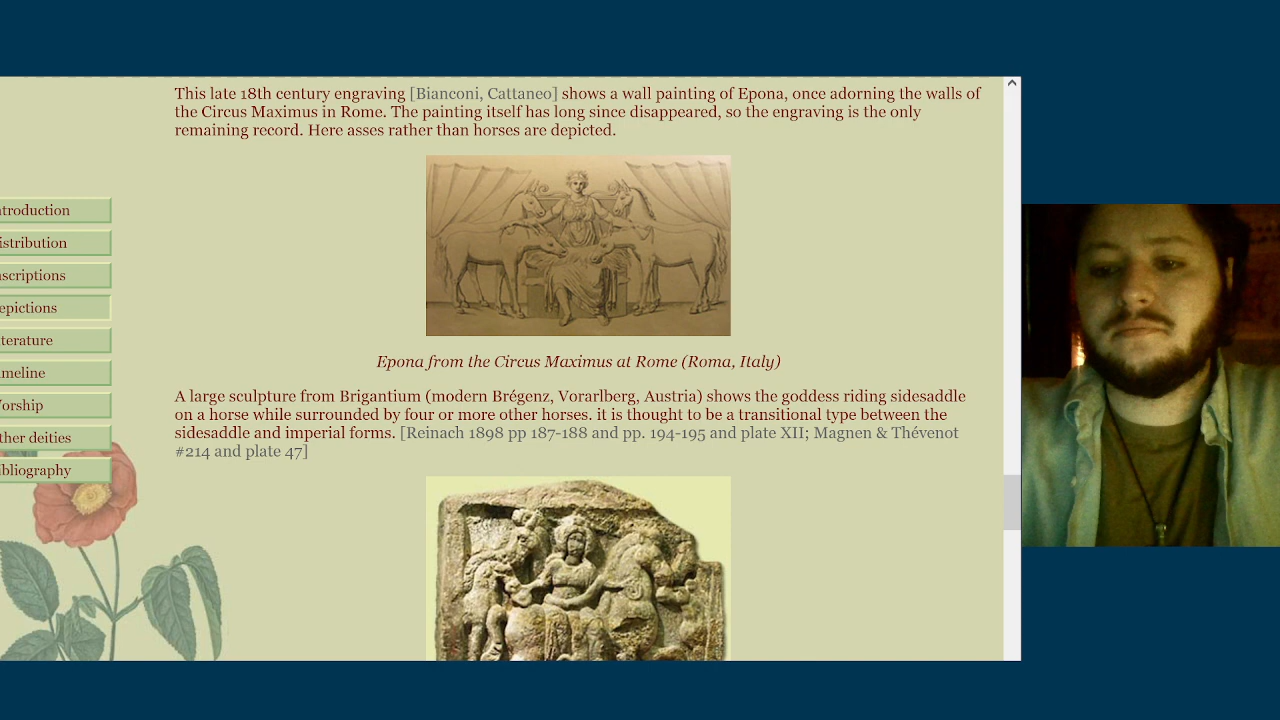 This late 18th century engraving [Bianconi, Cattaneo] shows a wall painting of Epona, once adorning the walls of
the Circus Maximus in Rome. The painting itself has long since disappeared, so the engraving is the only
remaining record. Here asses rather than horses are depicted.
ntroduction
istribution
nscriptions
epictions
terature
meline
Vorship
ther deities
ibliography
Epona from the Circus Maximus at Rome (Roma, Italy)
A large sculpture from Brigantium (modern Brégenz, Vorarlberg, Austria) shows the goddess riding sidesaddle
on a horse while surrounded by four or more other horses. it is thought to be a transitional type between the
sidesaddle and imperial forms. [Reinach 1898 pp 187-188 and pp. 194-195 and plate XII; Magnen & Thévenot
#214 and plate 47]